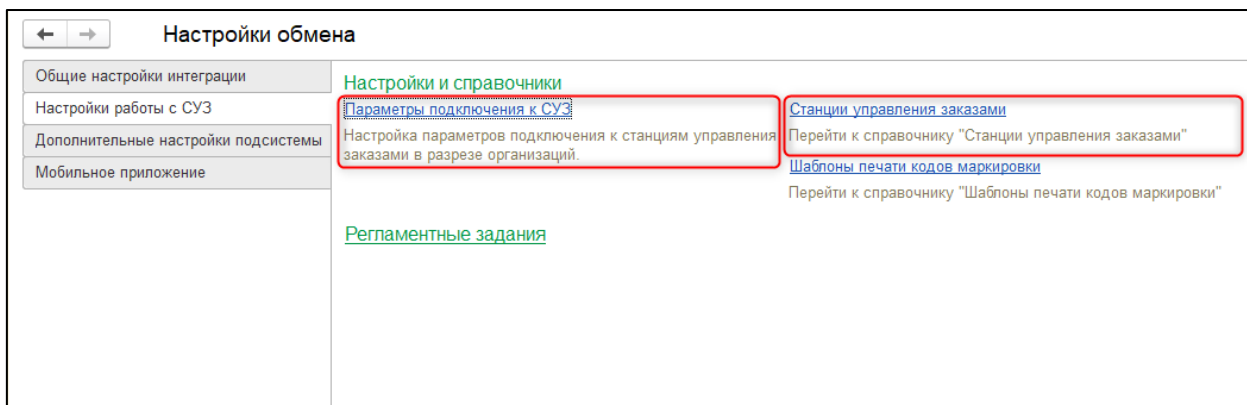 Настройки обмена
Общие настройки интеграции
Настройки работы с СУЗ
Дополнительные настройки подсистемы
Мобильное приложение
Настройки и справочники
Параметры подключения к СУЗ
Настройка параметров подключения к станциям управления
заказами в разрезе организаций.
Станции управления заказами
Перейти к справочнику "Станции управления заказами"
Шаблоны печати кодов маркировки
Перейти к справочнику "Шаблоны печати кодов маркировки"
Регламентные задания